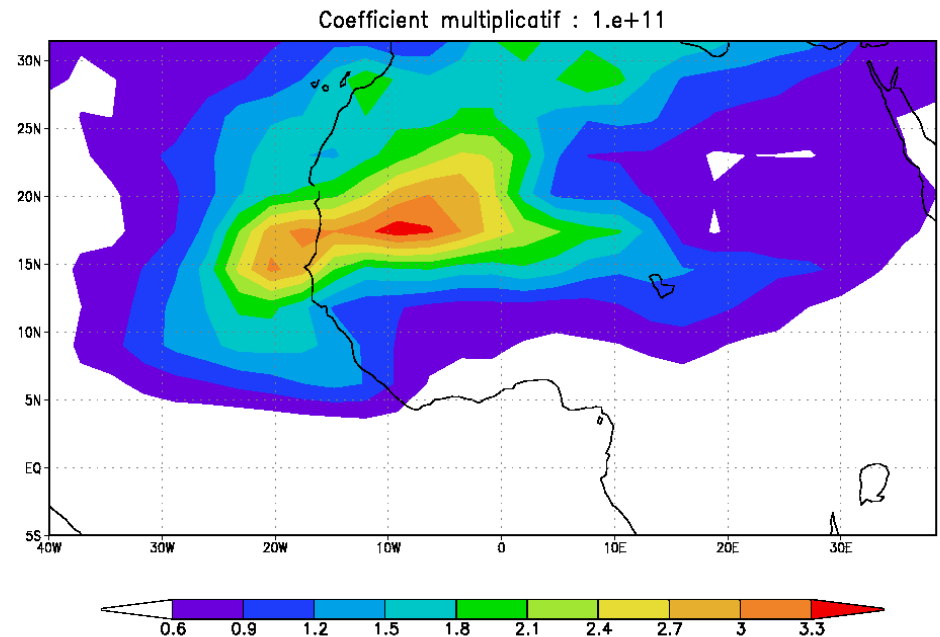 Coefficient multiplicatif : 1.e+11
30N
25N
20N
15N
10N
5N
EQ
5S
40W 30W 20W 10W 0 10E 20E 30E
0.6 0.9 1.2 1.5 1.8 2.1 2.4 2.7 3 3.3